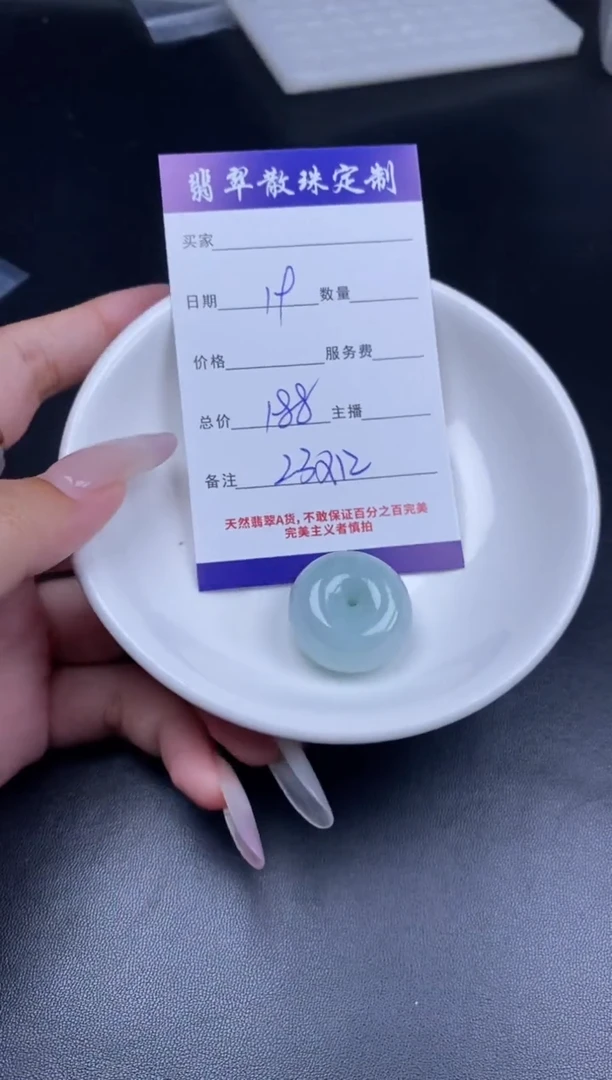 翡翠散珠定制
买家
日期 数量
价格 服务费
总价 188 主播
备注
天然翡翠A货，不敢保证百分之百完美
完美主义者慎拍